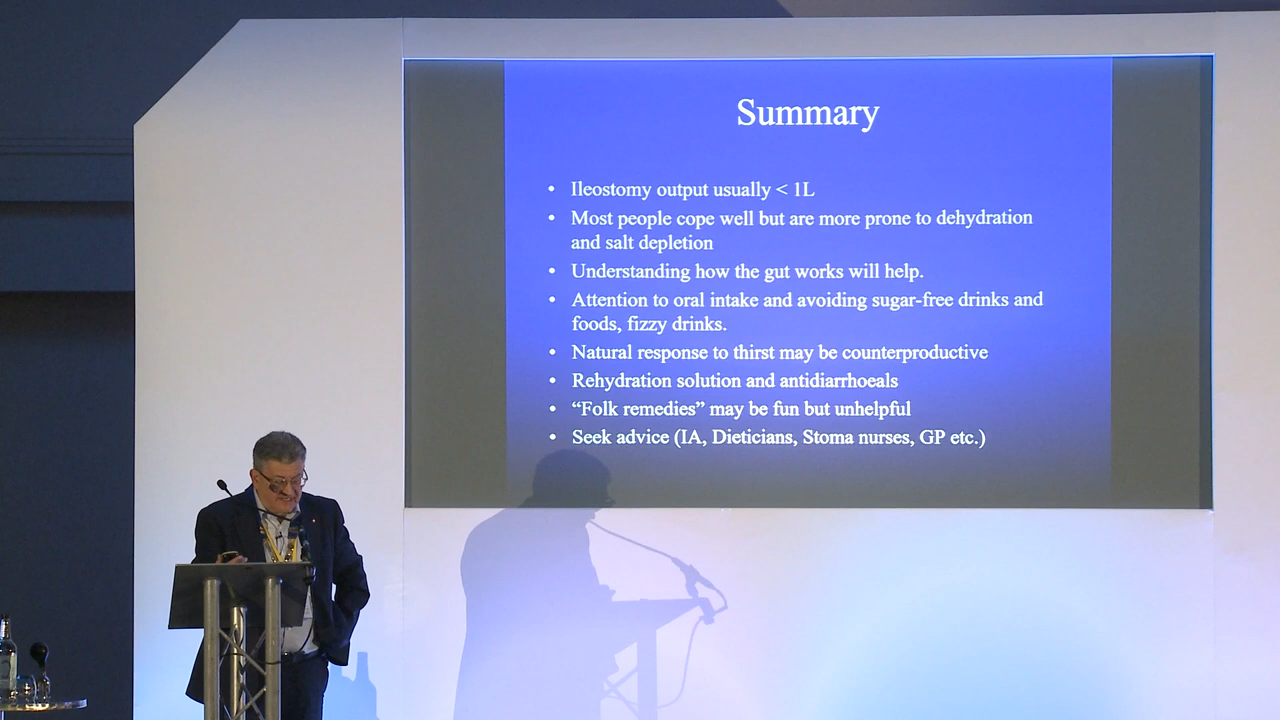 Summary
• Ileostomy output usually < 1L
• Most people cope well but are more prone to dehydration
and salt depletion
• Understanding how the gut works will help.
• Attention to oral intake and avoiding sugar-free drinks and
foods, fizzy drinks.
• Natural response to thirst may be counterproductive
• Rehydration solution and antidiarrhoeals
• “Folk remedies” may be fun but unhelpful
• Seek advice (IA, Dieticians, Stoma nurses, GP etc.)